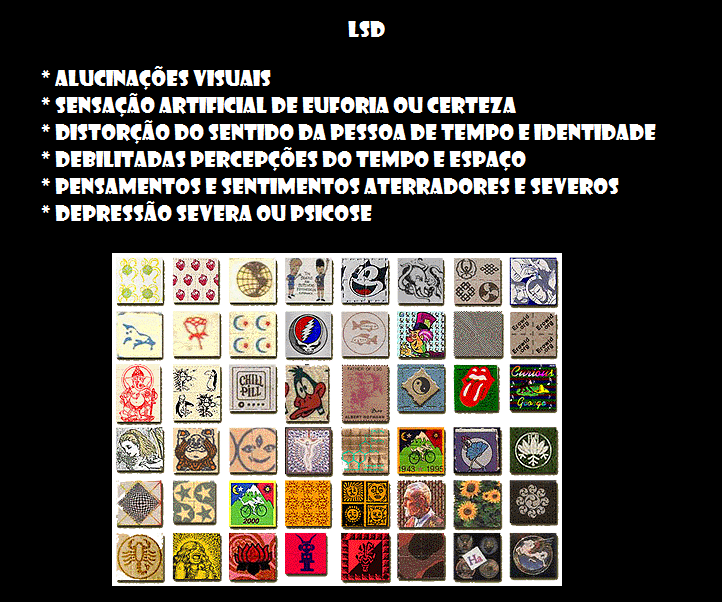 LSD
* ALUCINAÇÕES VISUAIS
* SENSAÇÃO ARTIFICIAL DE EUFORIA OU CERTEZA
* DISTORÇÃO DO SENTIDO DA PESSOA DE TEMPO E IDENTIDADE
* DEBILITADAS PERCEPÇÕES DO TEMPO E ESPAÇO
* PENSAMENTOS E SENTIMENTOS ATERRADORES E SEVEROS
* DEPRESSÃO SEVERA OU PSICOSE
CHILL
PILL
ALBERT HOFMANN
Curious
George
1943 1995
2000